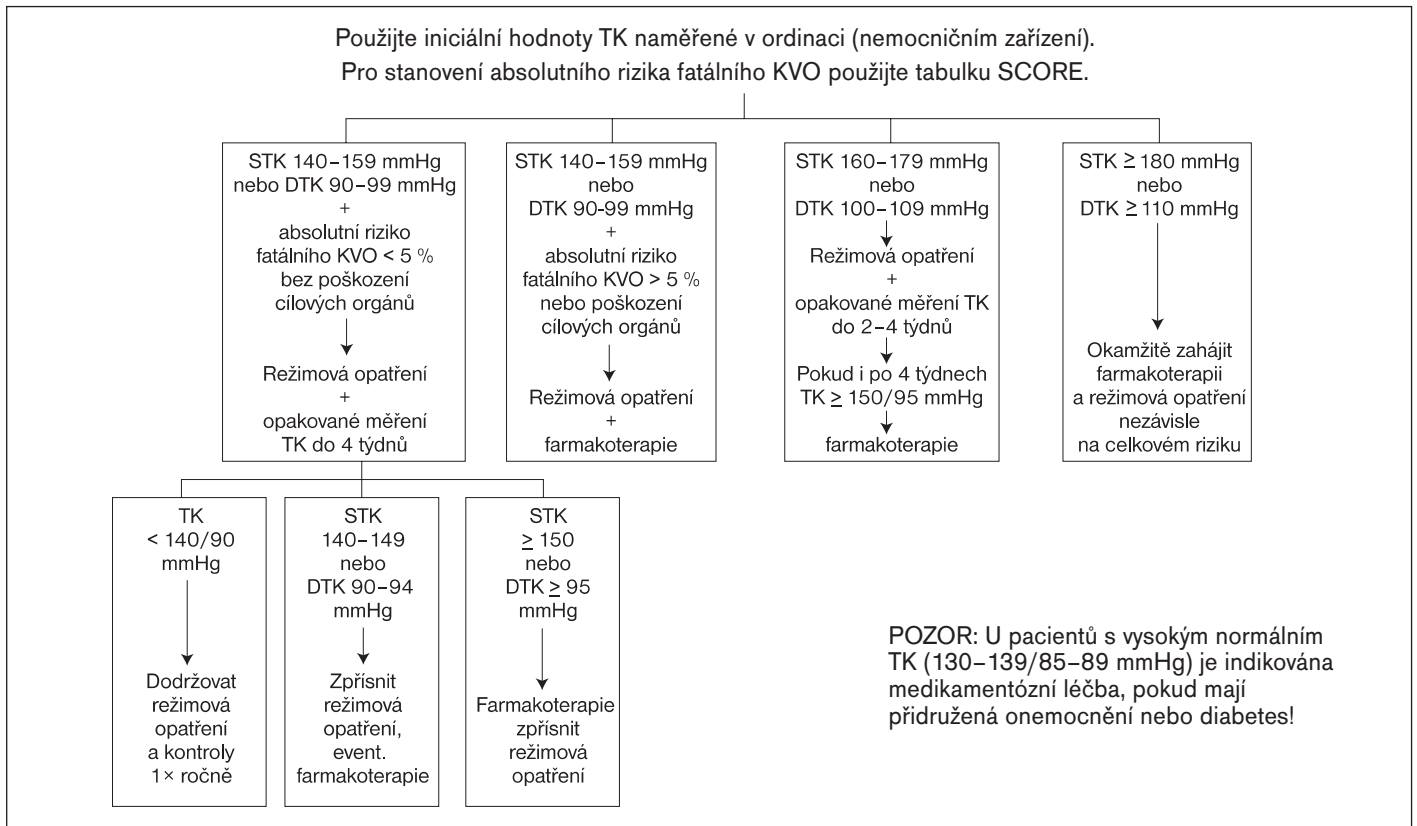 Použijte iniciální hodnoty TK naměřené v ordinaci (nemocničním zařízení).
Pro stanovení absolutního rizika fatálního KVO použijte tabulku SCORE.
STK 140–159 mmHg
nebo DTK 90–99 mmHg
+
absolutní riziko
fatálního KVO < 5 %
bez poškození
cílových orgánů
Režimová opatření
+
opakované měření
TK do 4 týdnů
STK 140–159 mmHg
nebo
DTK 90-99 mmHg
+
absolutní riziko
fatálního KVO > 5 %
nebo poškození
cílových orgánů
Režimová opatření
+
farmakoterapie
STK 160–179 mmHg
nebo
DTK 100–109 mmHg
Režimová opatření
+
opakované měření TK
do 2–4 týdnů
Pokud i po 4 týdnech
TK ≥ 150/95 mmHg
farmakoterapie
STK ≥ 180 mmHg
nebo
DTK ≥ 110 mmHg
Okamžitě zahájit
farmakoterapii
a režimová opatření
nezávisle
na celkovém riziku
TK
< 140/90
mmHg
Dodržovat
režimová
opatření
a kontroly
1× ročně
STK
140–149
nebo
DTK 90–94
mmHg
Zpřísnit
režimová
opatření,
event.
farmakoterapie
STK
≥ 150
nebo
DTK ≥ 95
mmHg
Farmakoterapie
zpřísnit
režimová
opatření
POZOR: U pacientů s vysokým normálním
TK (130–139/85–89 mmHg) je indikována
medikamentózní léčba, pokud mají
přidružená onemocnění nebo diabetes!